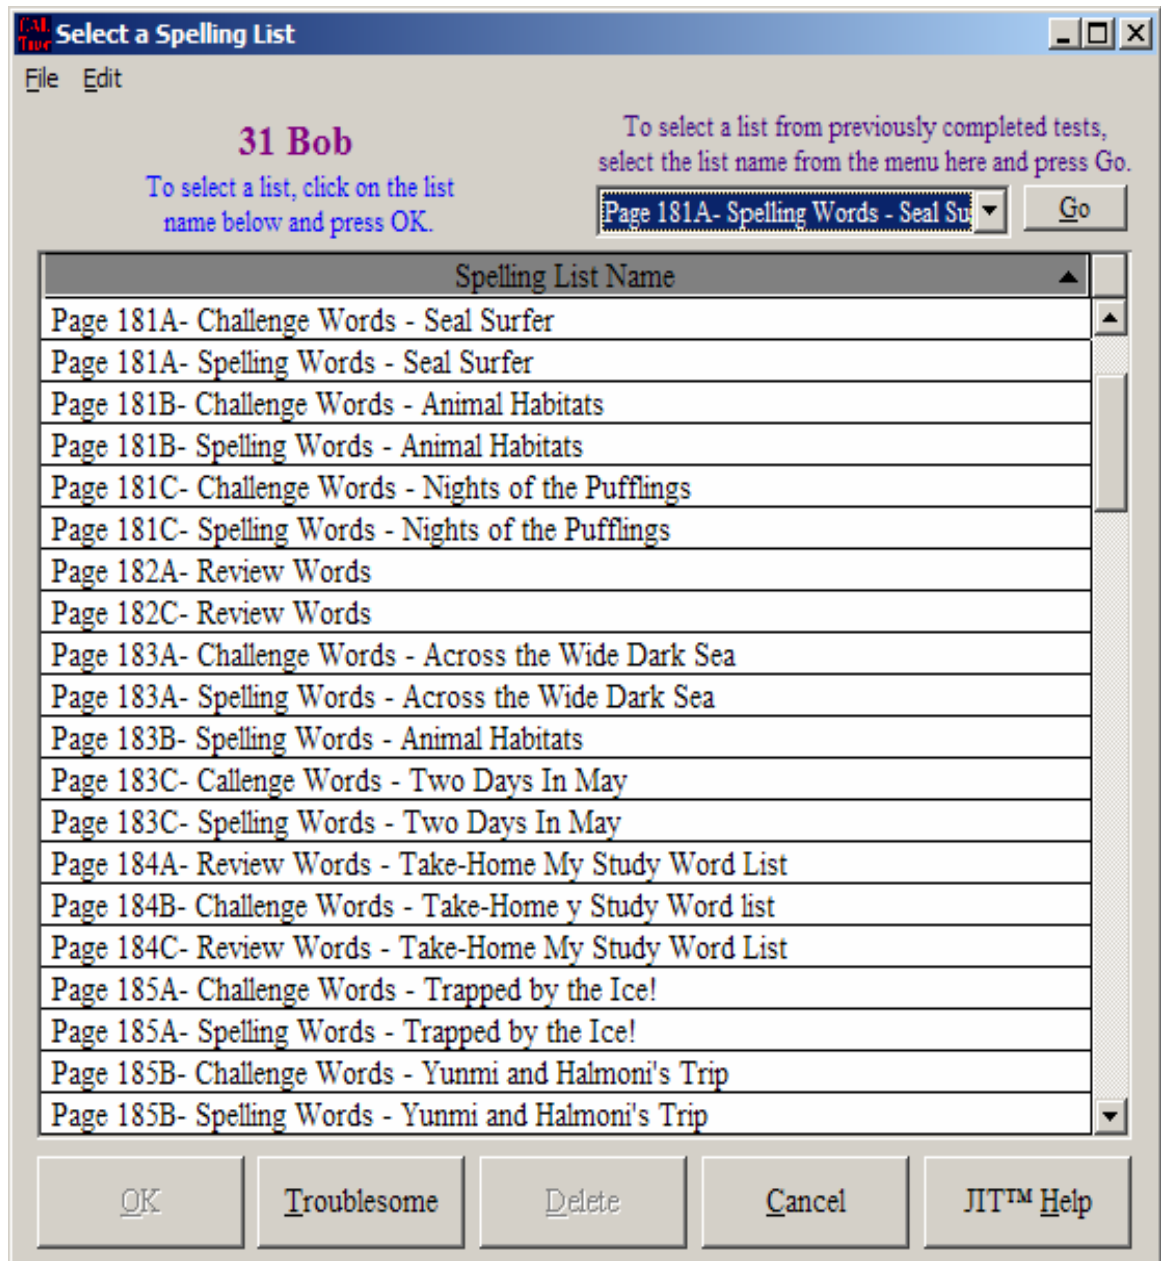 CAL
Tave
Select a Spelling List
File Edit
31 Bob
To select a list, click on the list
name below and press OK.
To select a list from previously completed tests,
select the list name from the menu here and press Go.
Page 181A- Spelling Words - Seal Su
Go
Spelling List Name
Page 181A- Challenge Words - Seal Surfer
Page 181A- Spelling Words - Seal Surfer
Page 181B- Challenge Words - Animal Habitats
Page 181B- Spelling Words - Animal Habitats
Page 181C- Challenge Words - Nights of the Pufflings
Page 181C- Spelling Words - Nights of the Pufflings
Page 182A- Review Words
Page 182C- Review Words
Page 183A- Challenge Words - Across the Wide Dark Sea
Page 183A- Spelling Words - Across the Wide Dark Sea
Page 183B- Spelling Words - Animal Habitats
Page 183C- Callenge Words - Two Days In May
Page 183C- Spelling Words - Two Days In May
Page 184A- Review Words - Take-Home My Study Word List
Page 184B- Challenge Words - Take-Home y Study Word list
Page 184C- Review Words - Take-Home My Study Word List
Page 185A- Challenge Words - Trapped by the Ice!
Page 185A- Spelling Words - Trapped by the Ice!
Page 185B- Challenge Words - Yunmi and Halmoni's Trip
Page 185B- Spelling Words - Yunmi and Halmoni's Trip
OK Troublesome Delete Cancel JIT™ Help